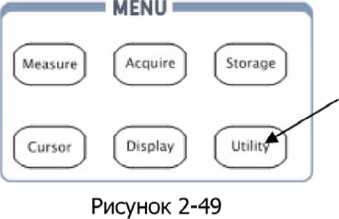 MENU
Measure Acquire Storage
Cursor Display Utility
Рисунок 2-49